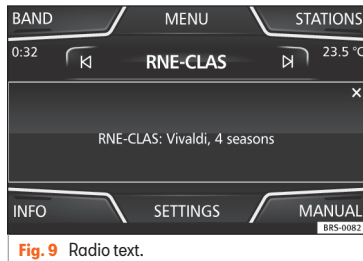 BAND MENU STATIONS
0:32 RNE-CLAS 23.5 °C
RNE-CLAS: Vivaldi, 4 seasons
INFO SETTINGS MANUAL
BRS-0082
Fig. 9 Radio text.